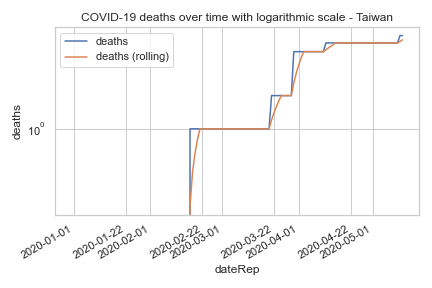 COVID-19 deaths over time with logarithmic scale - Taiwan
deaths
deaths (rolling)
deaths
10^0
2020-01-01
2020-01-22
2020-02-01
2020-02-22
2020-03-01
2020-03-22
2020-04-01
2020-04-22
2020-05-01
dateRep